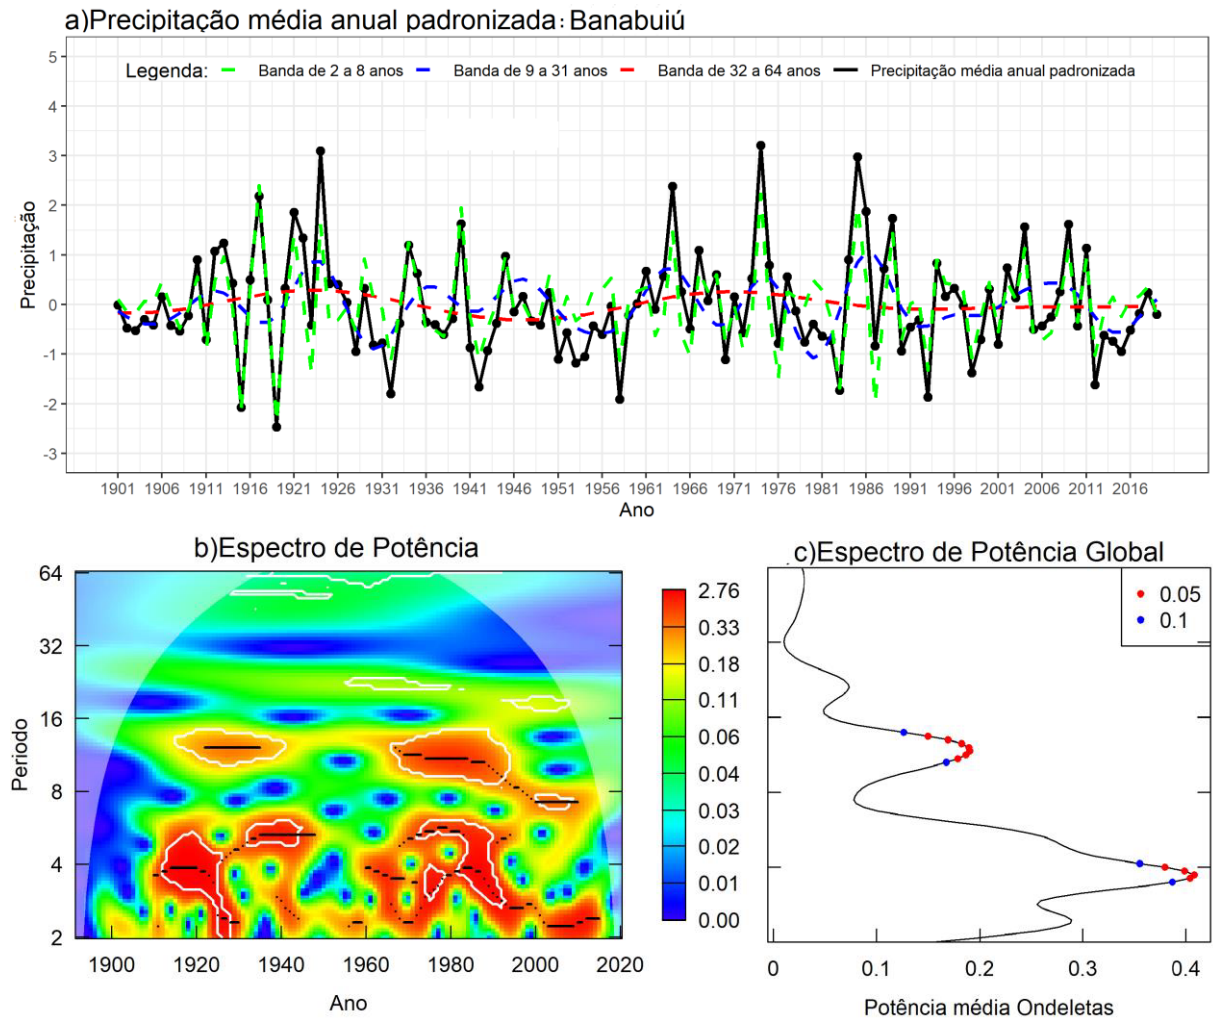 a)Precipitação média anual padronizada: Banabuiú
Legenda: Banda de 2 a 8 anos Banda de 9 a 31 anos Banda de 32 a 64 anos Precipitação média anual padronizada
5
4
3
2
1
0
-1
-2
-3
Precipitação
1901 1906 1911 1916 1921 1926 1931 1936 1941 1946 1951 1956 1961 1966 1971 1976 1981 1986 1991 1996 2001 2006 2011 2016
Ano
b)Espectro de Potência
64
32
16
8
4
2
Periodo
1900 1920 1940 1960 1980 2000 2020
Ano
2.76
0.33
0.18
0.11
0.06
0.04
0.02
0.01
0.00
c)Espectro de Potência Global
0.05
0.1
0 0.1 0.2 0.3 0.4
Potência média Ondeletas